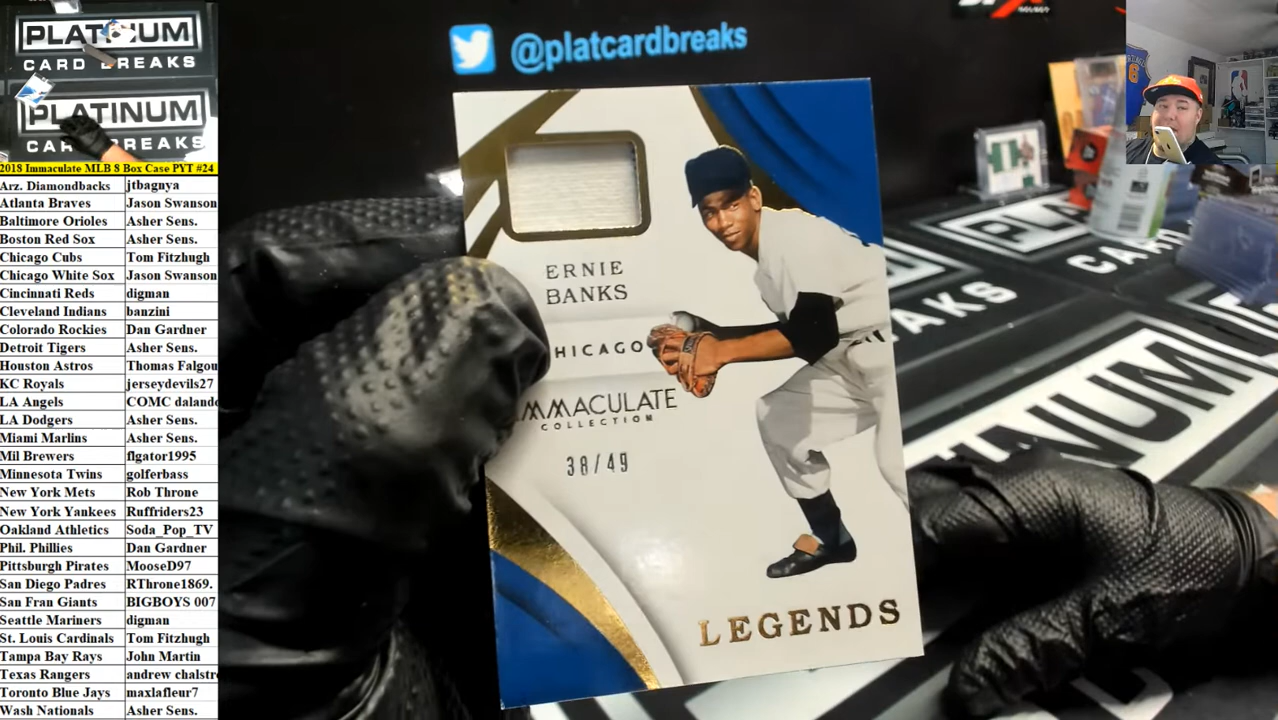 PLATINUM
CARD BREAKS
PLATINUM
CARD BREAKS
2018 Immaculate MLB 8 Box Case PYT #24
Arz. Diamondbacks jtbagnya
Atlanta Braves Jason Swanson
Baltimore Orioles Asher Sens.
Boston Red Sox Asher Sens.
Chicago Cubs Tom Fitzhugh
Chicago White Sox Jason Swanson
Cincinnati Reds digman
Cleveland Indians banzini
Colorado Rockies Dan Gardner
Detroit Tigers Asher Sens.
Houston Astros Thomas Falgou
KC Royals jerseydevils27
LA Angels COMC daland
LA Dodgers Asher Sens.
Miami Marlins Asher Sens.
Mil Brewers flgator1995
Minnesota Twins golferbass
New York Mets Rob Throne
New York Yankees Ruffriders23
Oakland Athletics Soda_Pop_TV
Phil. Phillies Dan Gardner
Pittsburgh Pirates MooseD97
San Diego Padres RThrone1869.
San Fran Giants BIGBOYS 007
Seattle Mariners digman
St. Louis Cardinals Tom Fitzhugh
Tampa Bay Rays John Martin
Texas Rangers andrew chalstr
Toronto Blue Jays maxlafleur7
Wash Nationals Asher Sens.
@platcardbreaks
ERNIE
BANKS
HICAGO
IMMACULATE
COLLECTION
38/49
LEGENDS
PLA
CARD
AKS
TINUM